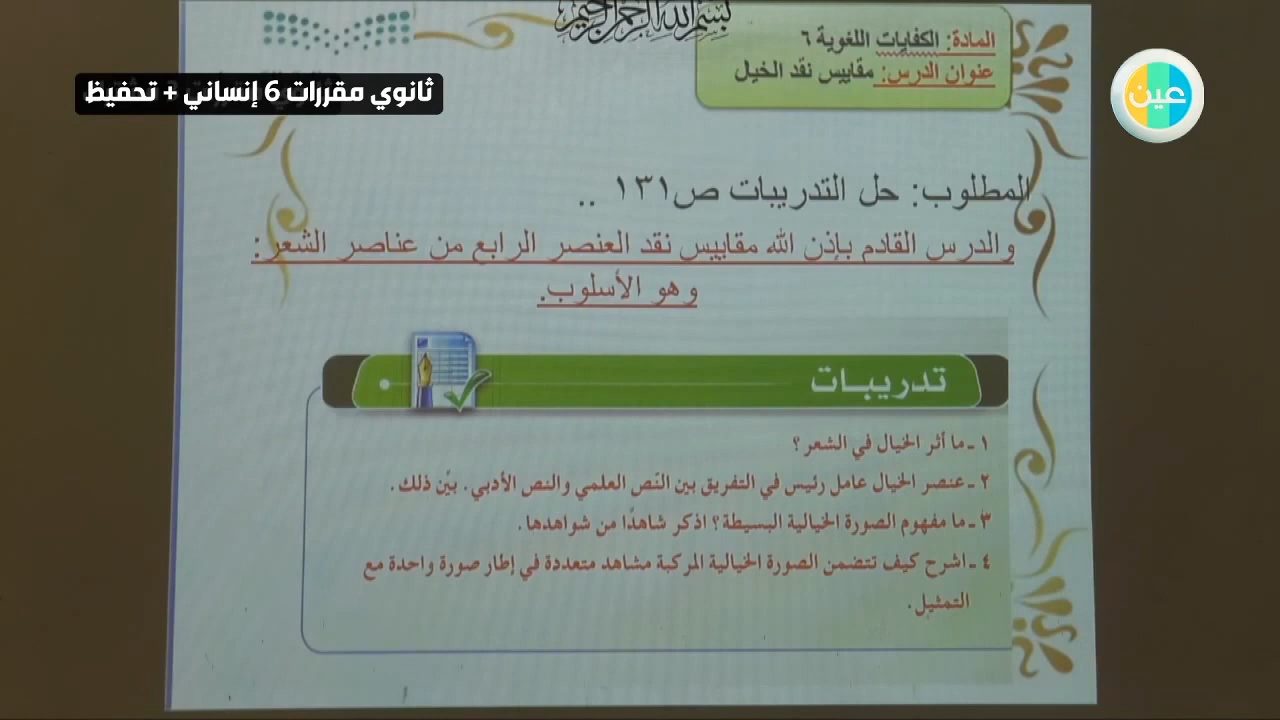 بسم الله الرحمن الرحيم
المادة: الكفايات اللغوية ٦
عنوان الدرس: مقاييس نقد الخيل
ثانوي مقررات 6 إنساني + تحفيظ
عين
المطلوب: حل التدريبات ص١٣١ ..
والدرس القادم بإذن الله مقاييس نقد العنصر الرابع من عناصر الشعر:
وهو الأسلوب.
تدريبات
١ ـ ما أثر الخيال في الشعر؟
٢ ـ عنصر الخيال عامل رئيس في التفريق بين النّص العلمي والنص الأدبي. بيِّن ذلك.
٣ ـ ما مفهوم الصورة الخيالية البسيطة؟ اذكر شاهدًا من شواهدها.
٤ ـ اشرح كيف تتضمن الصورة الخيالية المركبة مشاهد متعددة في إطار صورة واحدة مع
التمثيل.